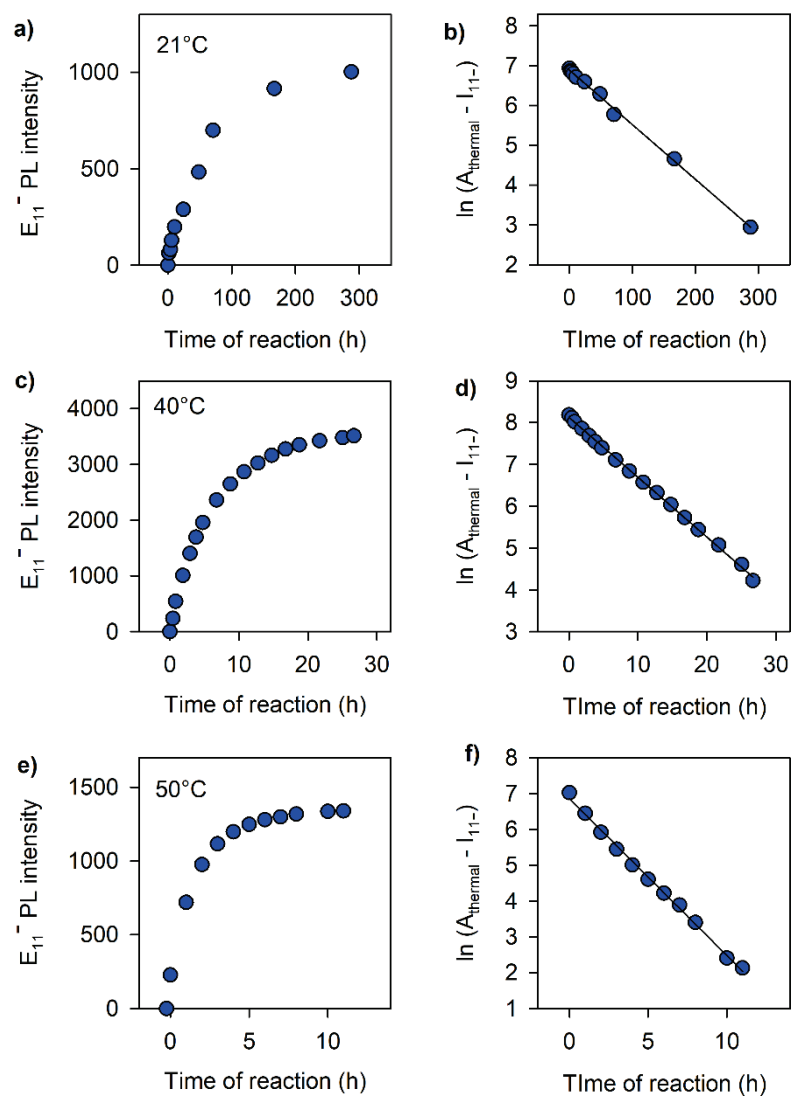 a)
21°C
1000
500
0
E₁₁⁻ PL intensity
0 100 200 300
Time of reaction (h)
b)
8
7
6
5
4
3
2
ln (Aₜₕₑᵣₘₐₗ - I₁₁₋)
0 100 200 300
TIme of reaction (h)
c)
40°C
4000
3000
2000
1000
0
E₁₁⁻ PL intensity
0 10 20 30
Time of reaction (h)
d)
9
8
7
6
5
4
3
ln (Aₜₕₑᵣₘₐₗ - I₁₁₋)
0 10 20 30
TIme of reaction (h)
e)
50°C
1500
1000
500
0
E₁₁⁻ PL intensity
0 5 10
Time of reaction (h)
f)
8
7
6
5
4
3
2
1
ln (Aₜₕₑᵣₘₐₗ - I₁₁₋)
0 5 10
TIme of reaction (h)